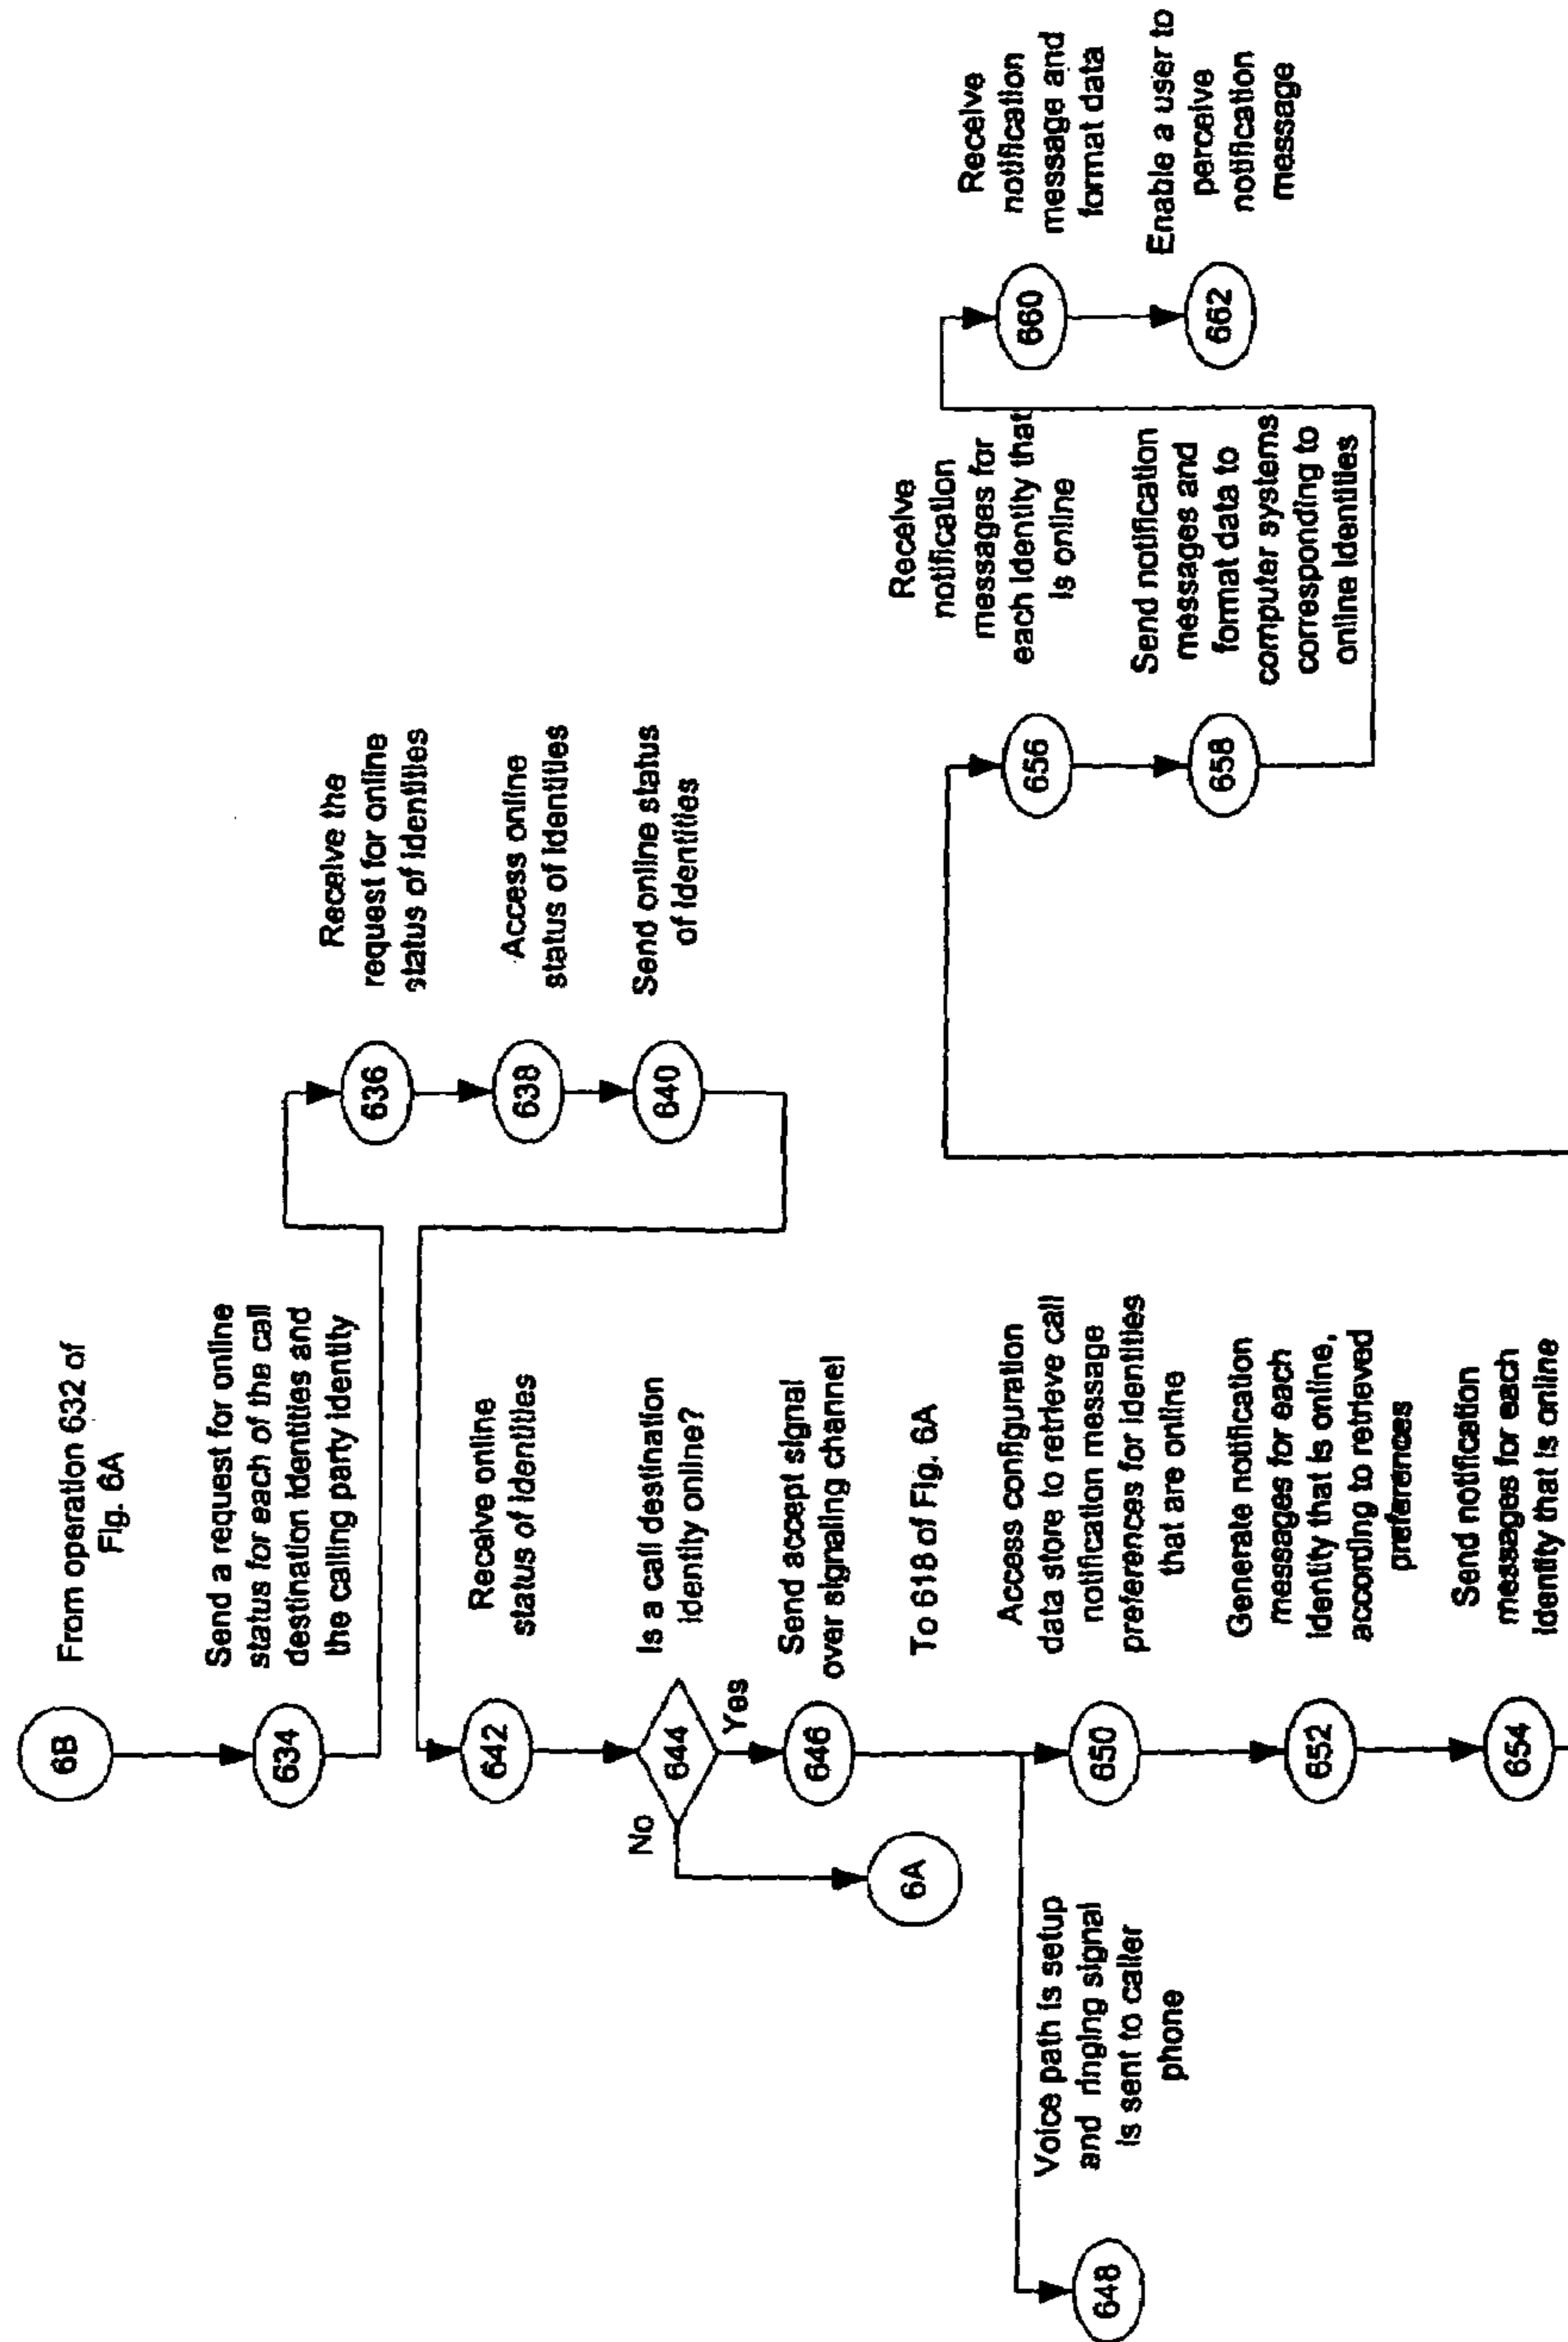 6B
From operation 632 of
Fig. 6A
634
Send a request for online
status for each of the call
destination identities and
the calling party identity
636
Receive the
request for online
status of identities
638
Access online
status of identities
640
Send online status
of identities
642
Receive online
status of identities
644
Is a call destination
identity online?
No
Yes
646
Send accept signal
over signaling channel
6A
To 618 of Fig. 6A
648
Voice path is setup
and ringing signal
is sent to caller
phone
650
Access configuration
data store to retrieve call
notification message
preferences for identities
that are online
652
Generate notification
messages for each
identity that is online,
according to retrieved
preferences
654
Send notification
messages for each
identity that is online
656
Receive
notification
messages for
each identity that
is online
658
Send notification
messages and
format data to
computer systems
corresponding to
online identities
660
Receive
notification
message and
format data
662
Enable a user to
perceive
notification
message